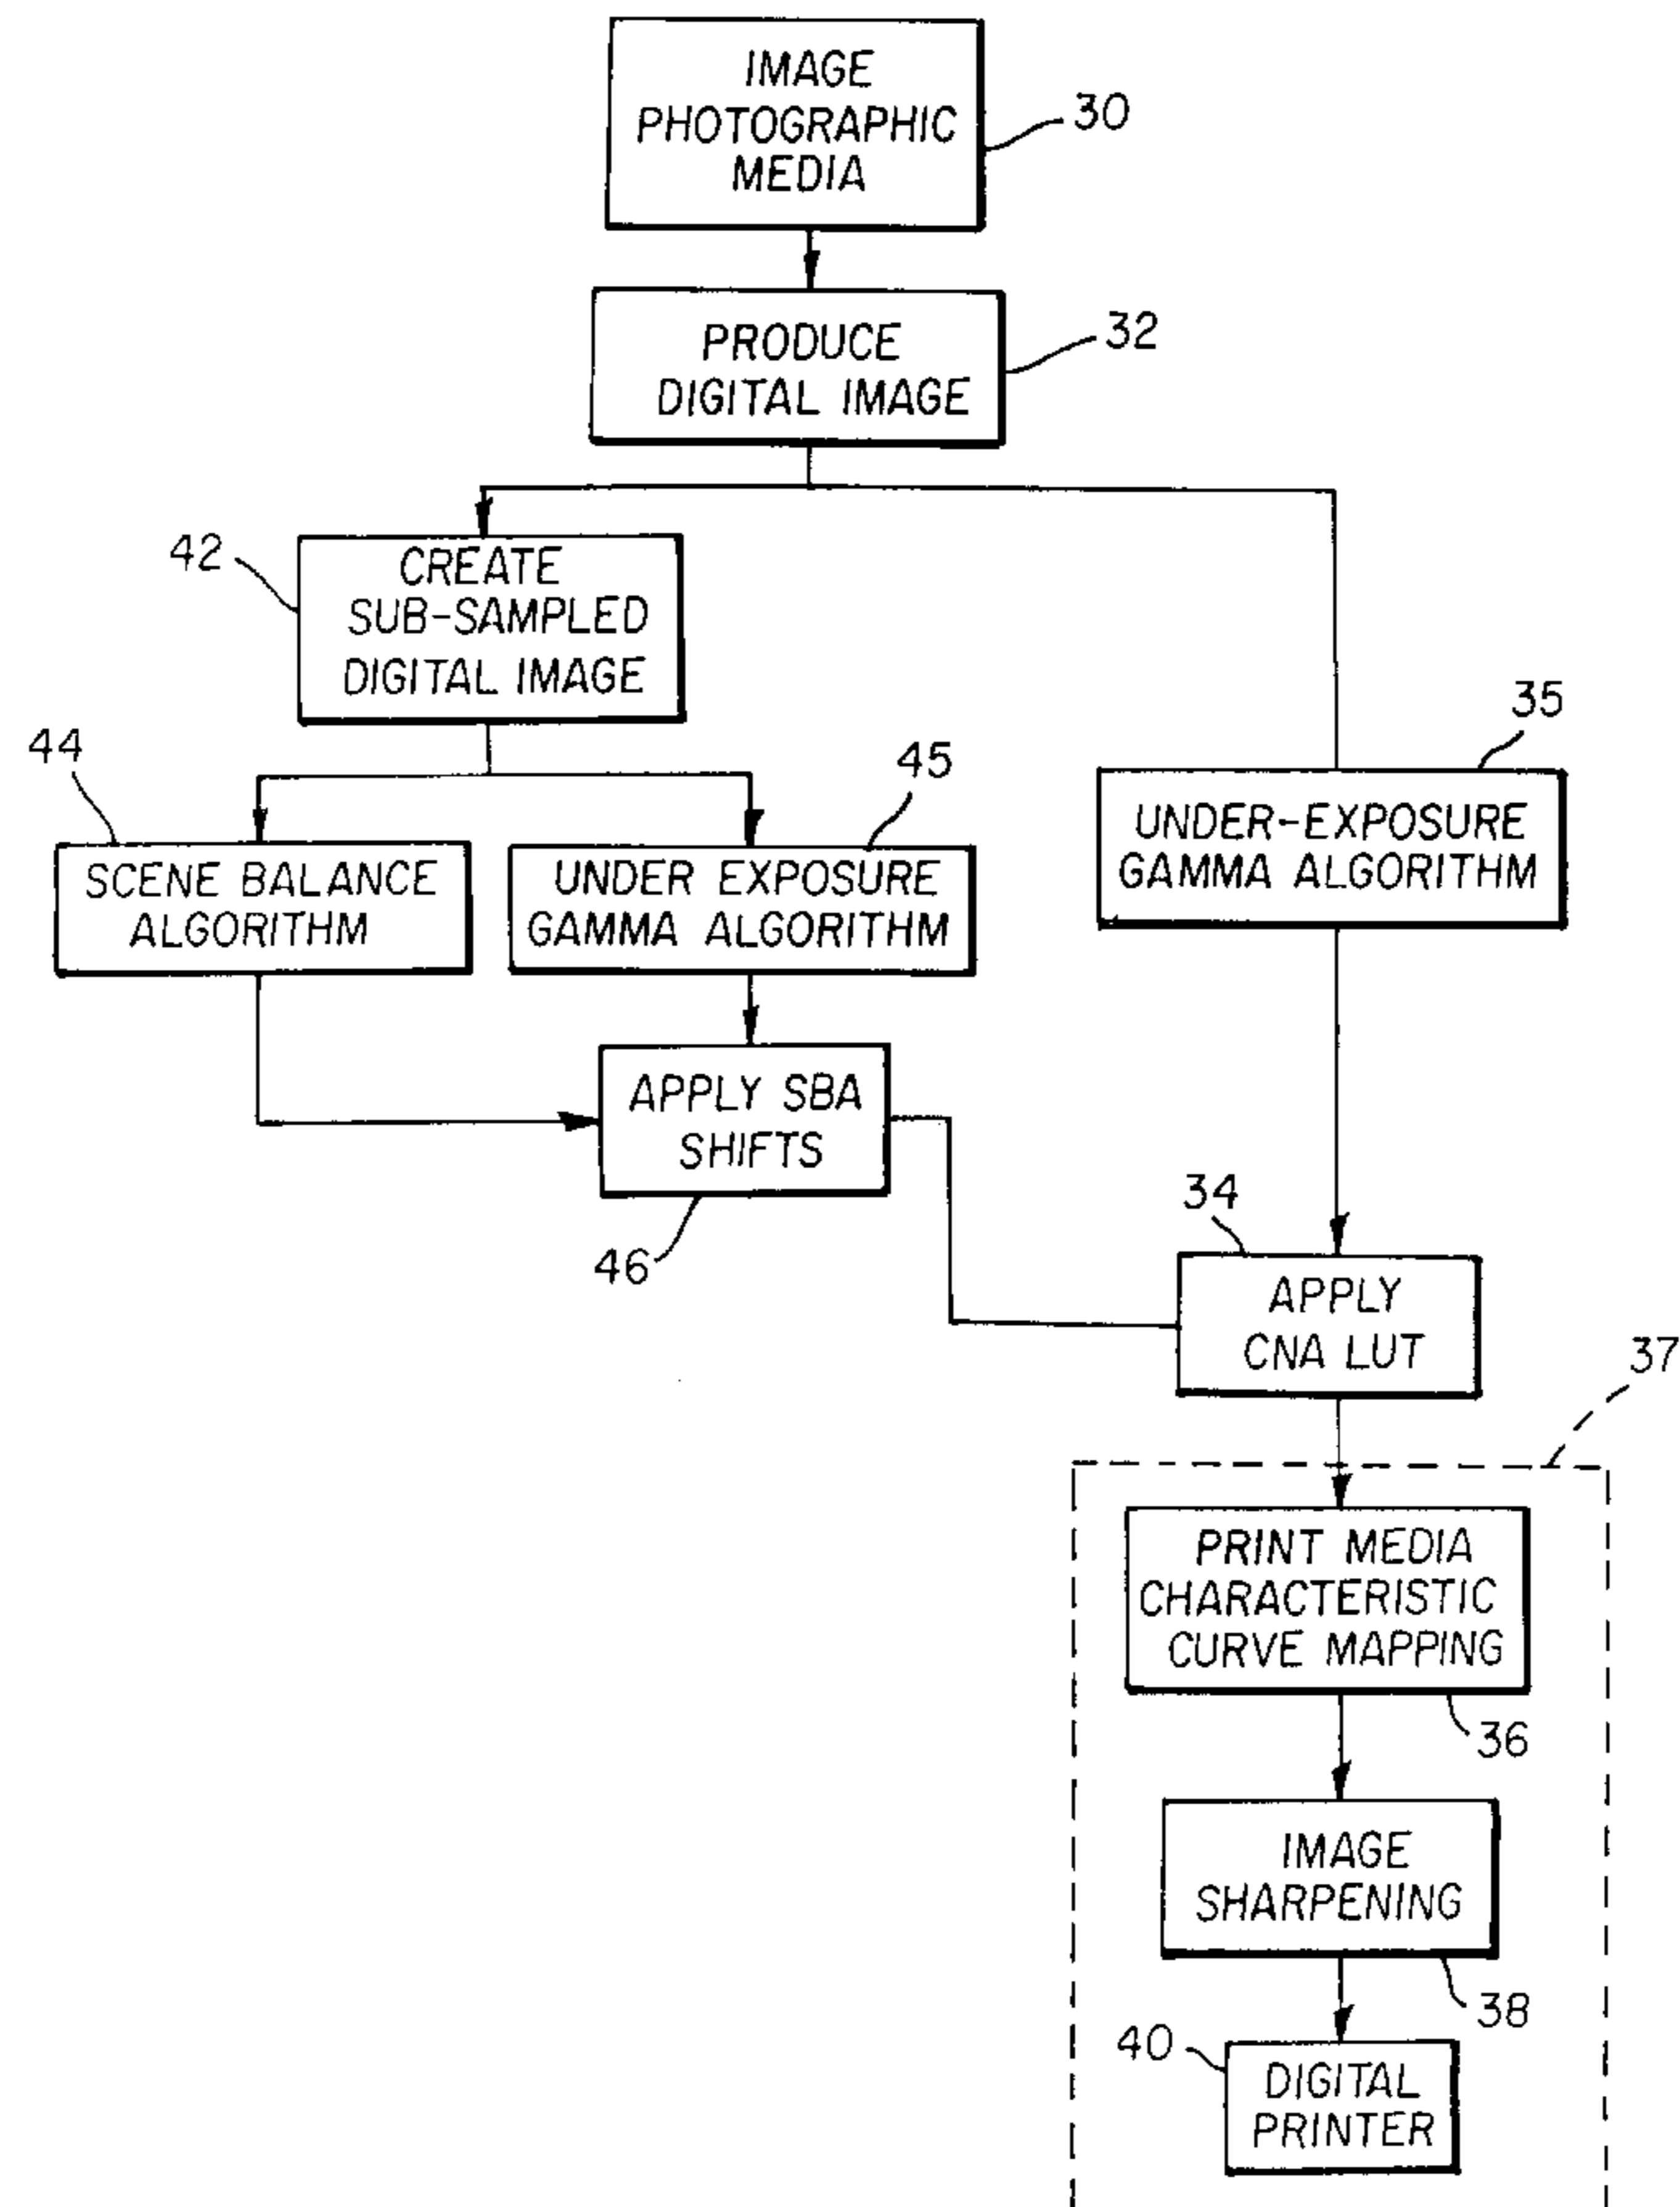 IMAGE
PHOTOGRAPHIC
MEDIA
30
PRODUCE
DIGITAL IMAGE
32
42
CREATE
SUB-SAMPLED
DIGITAL IMAGE
44
SCENE BALANCE
ALGORITHM
45
UNDER EXPOSURE
GAMMA ALGORITHM
35
UNDER-EXPOSURE
GAMMA ALGORITHM
APPLY SBA
SHIFTS
46
34
APPLY
CNA LUT
37
PRINT MEDIA
CHARACTERISTIC
CURVE MAPPING
36
IMAGE
SHARPENING
38
40
DIGITAL
PRINTER